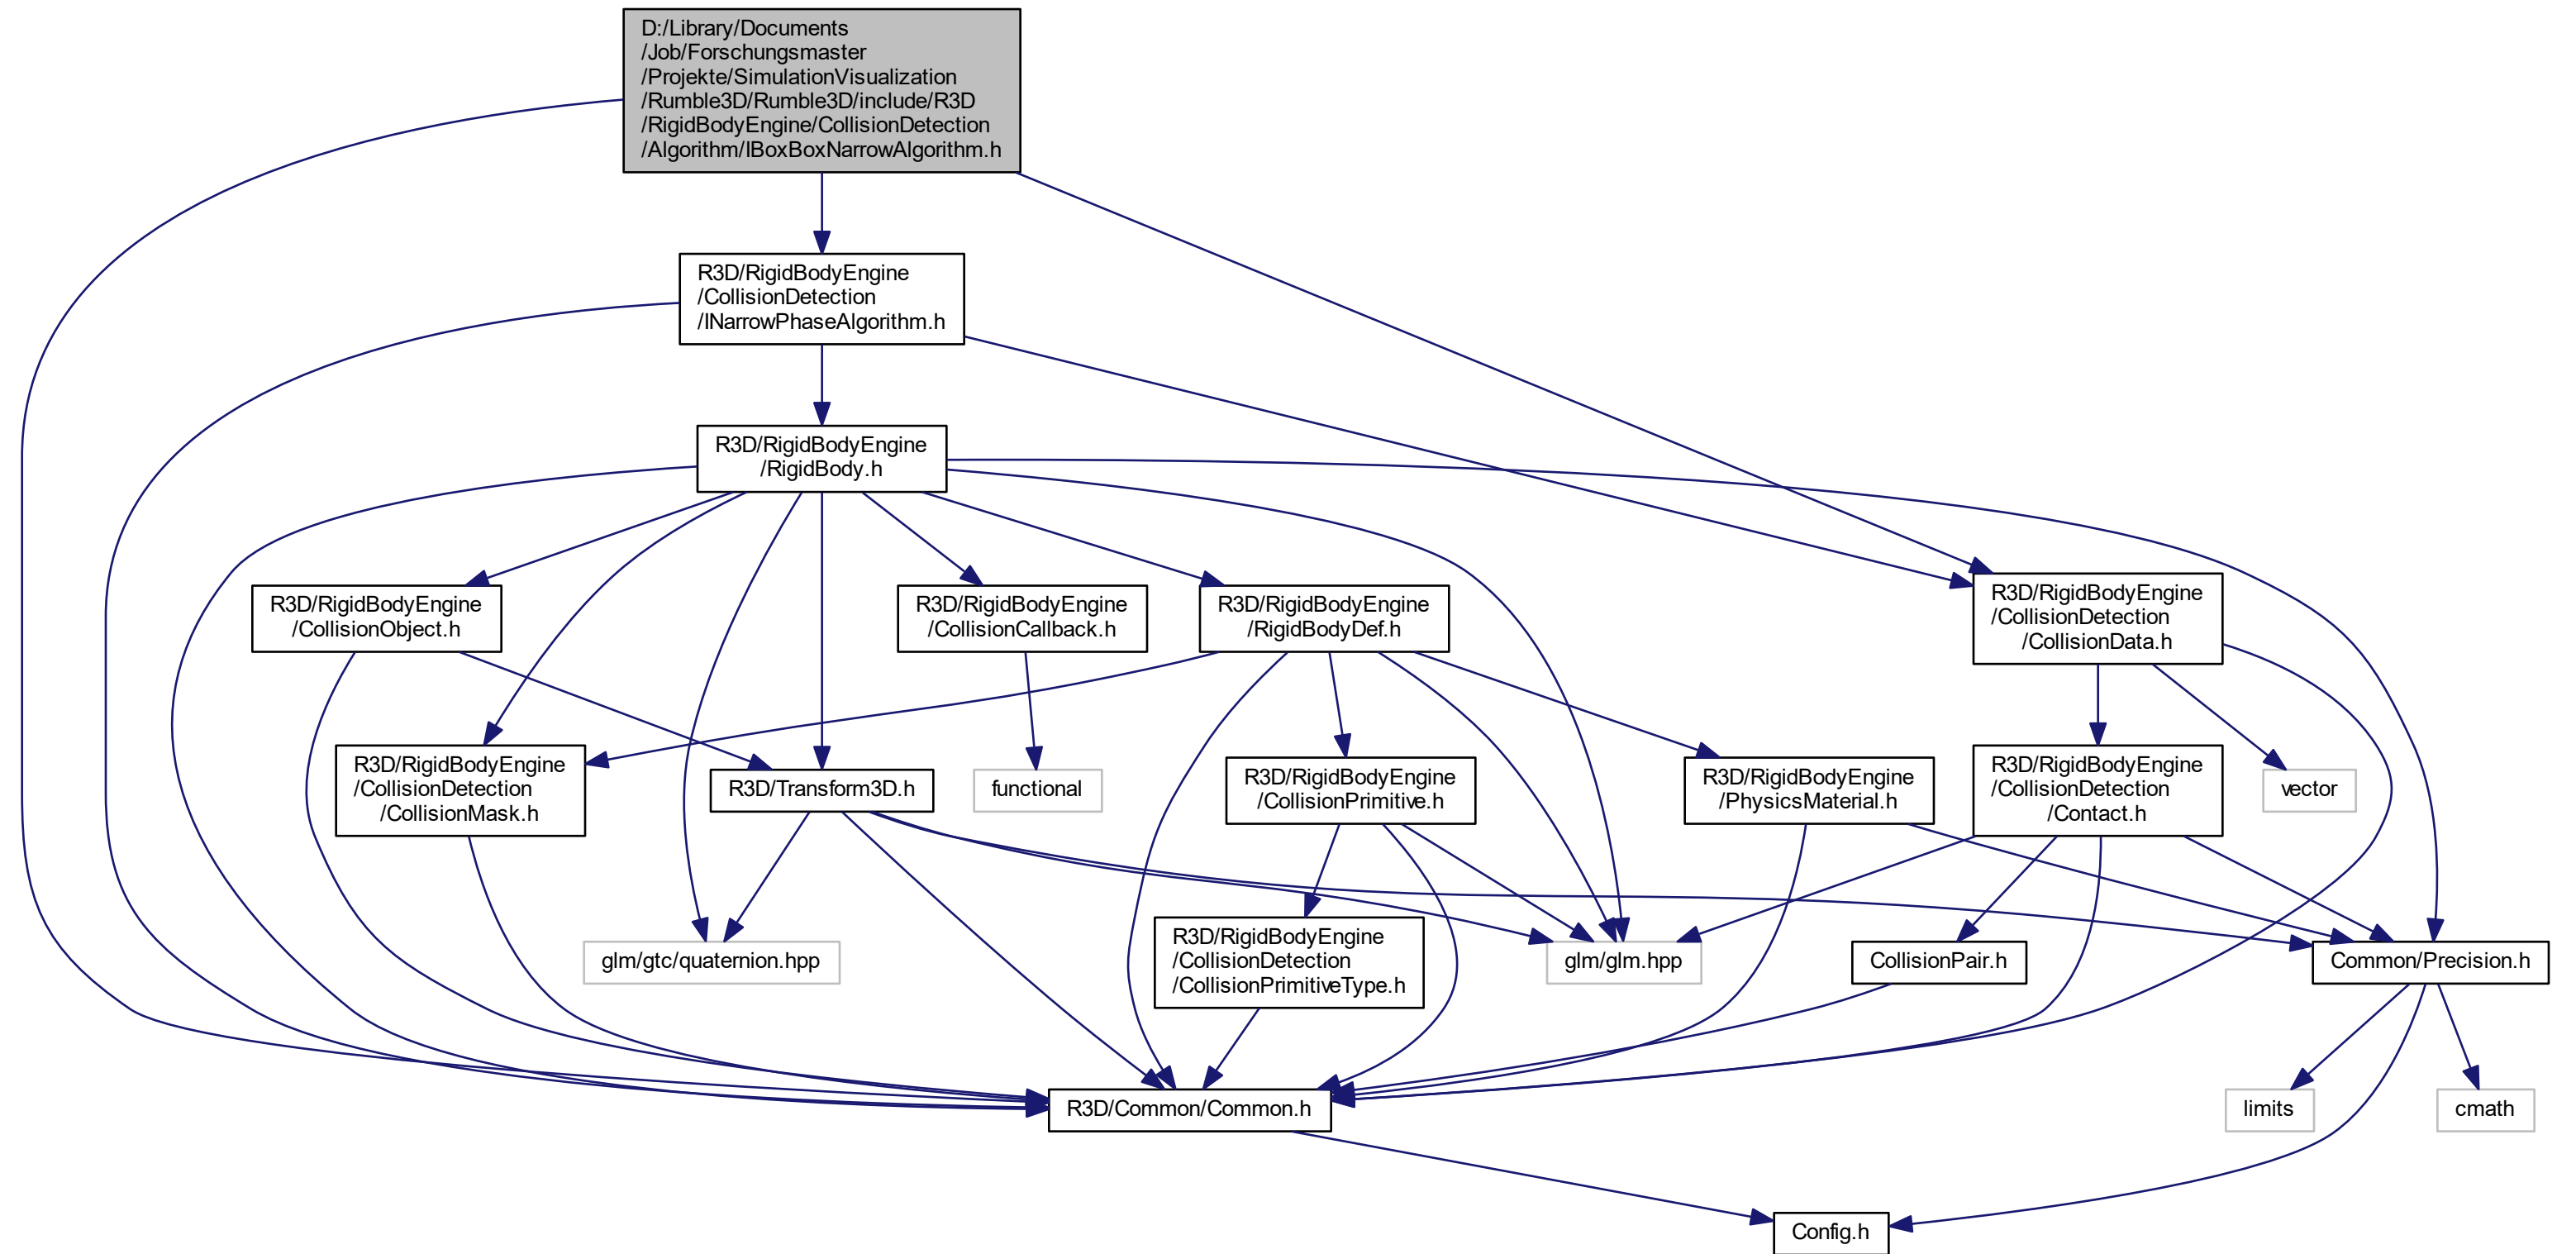 D:/Library/Documents
/Job/Forschungsmaster
/Projekte/SimulationVisualization
/Rumble3D/Rumble3D/include/R3D
/RigidBodyEngine/CollisionDetection
/Algorithm/IBoxBoxNarrowAlgorithm.h
R3D/RigidBodyEngine
/CollisionDetection
/INarrowPhaseAlgorithm.h
R3D/RigidBodyEngine
/RigidBody.h
R3D/RigidBodyEngine
/CollisionObject.h
R3D/RigidBodyEngine
/CollisionCallback.h
R3D/RigidBodyEngine
/RigidBodyDef.h
R3D/RigidBodyEngine
/CollisionDetection
/CollisionData.h
R3D/RigidBodyEngine
/CollisionDetection
/CollisionMask.h
R3D/Transform3D.h
functional
R3D/RigidBodyEngine
/CollisionPrimitive.h
R3D/RigidBodyEngine
/PhysicsMaterial.h
R3D/RigidBodyEngine
/CollisionDetection
/Contact.h
vector
glm/gtc/quaternion.hpp
R3D/RigidBodyEngine
/CollisionDetection
/CollisionPrimitiveType.h
glm/glm.hpp
CollisionPair.h
Common/Precision.h
R3D/Common/Common.h
limits
cmath
Config.h